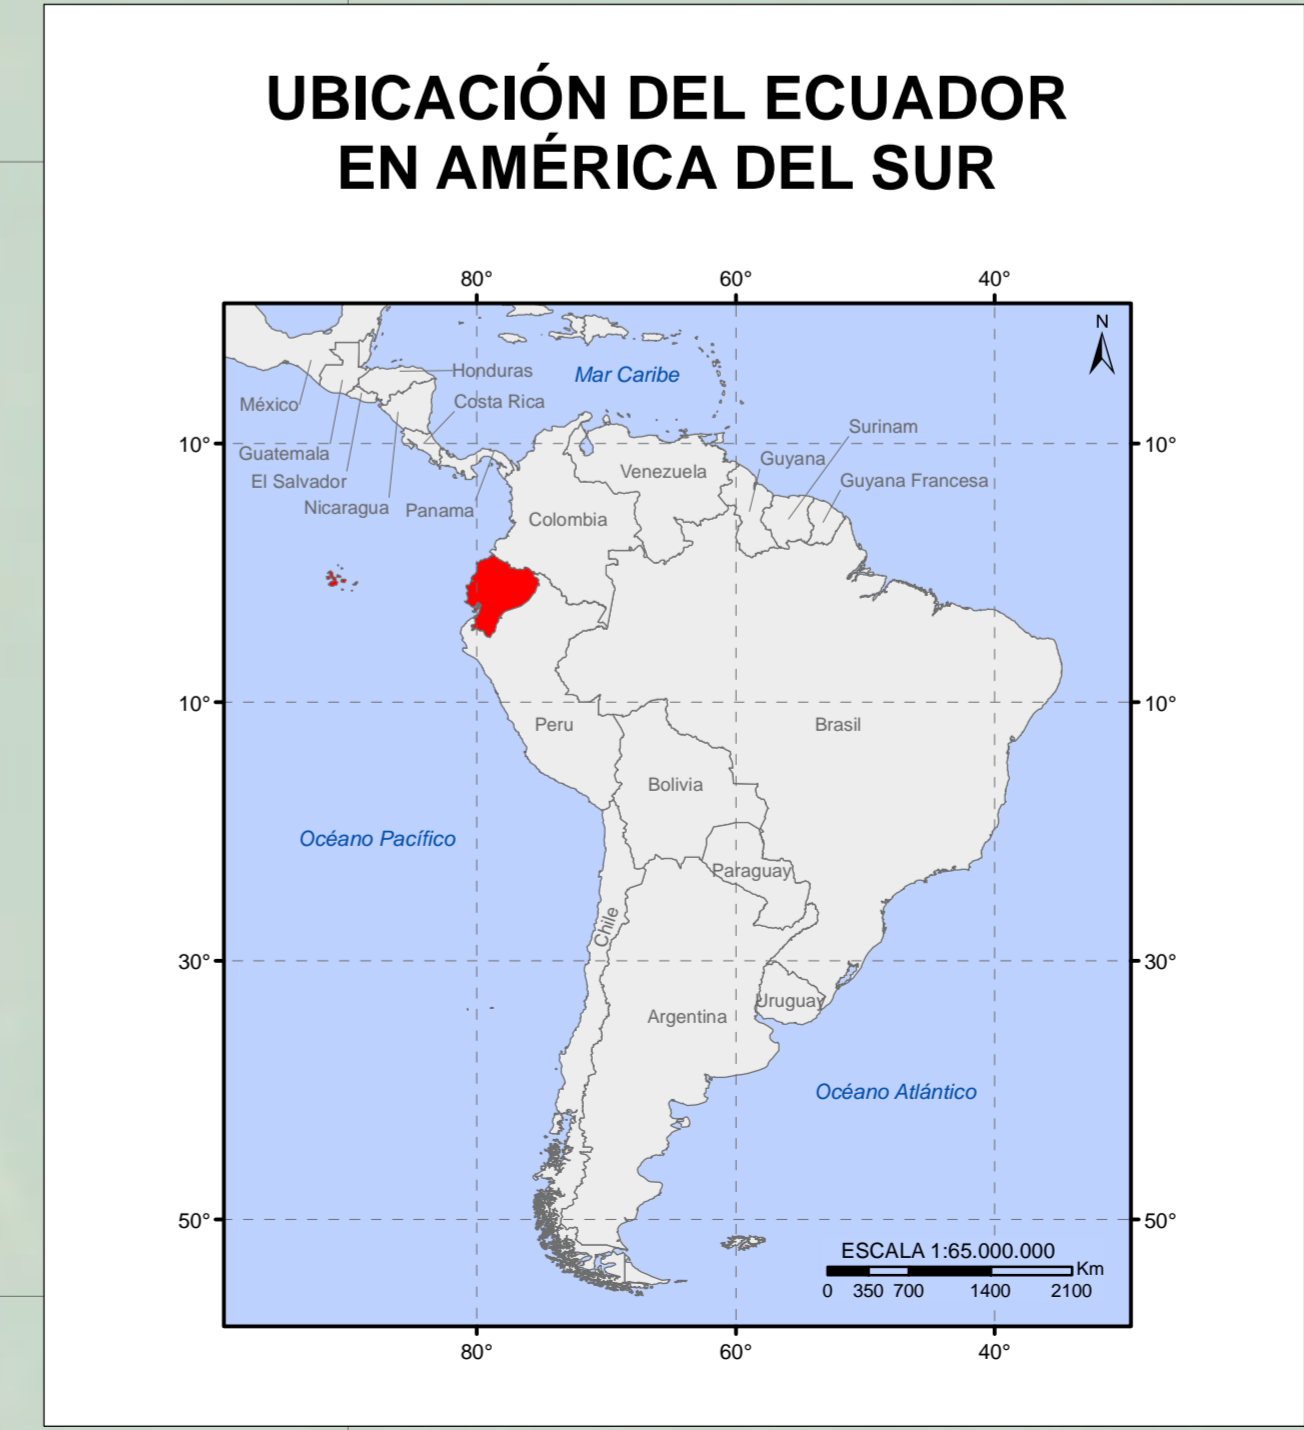 UBICACIÓN DEL ECUADOR
EN AMÉRICA DEL SUR
80° 60° 40°
N
Honduras
Mar Caribe
México
Costa Rica
Surinam
10° 10°
Guatemala
Guyana
Venezuela
El Salvador
Guyana Francesa
Nicaragua
Panama
Colombia
10° 10°
Peru
Brasil
Bolivia
Océano Pacífico
Paraguay
Chile
30° 30°
Uruguay
Argentina
Océano Atlántico
50° 50°
ESCALA 1:65.000.000
Km
0 350 700 1400 2100
80° 60° 40°